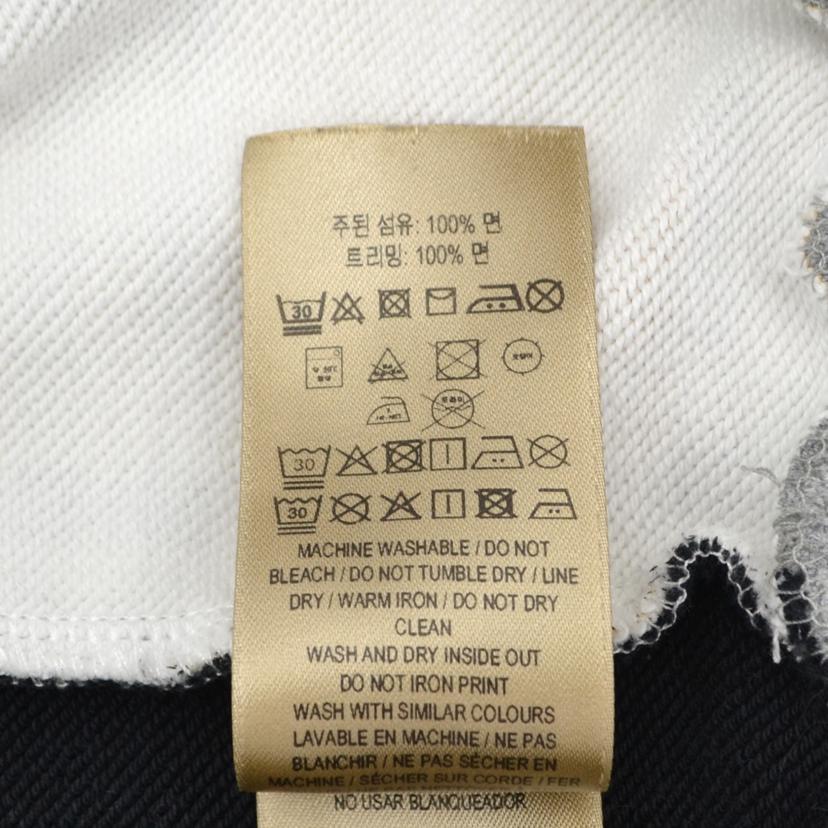 주된 섬유: 100% 면
트리밍: 100% 면
30
30
30
MACHINE WASHABLE / DO NOT
BLEACH / DO NOT TUMBLE DRY / LINE
DRY / WARM IRON / DO NOT DRY
CLEAN
WASH AND DRY INSIDE OUT
DO NOT IRON PRINT
WASH WITH SIMILAR COLOURS
LAVABLE EN MACHINE / NE PAS
BLANCHIR / NE PAS SÉCHER EN
MACHINE / SÉCHER SUR CORDE / FER
NO USAR BLANQUEADOR